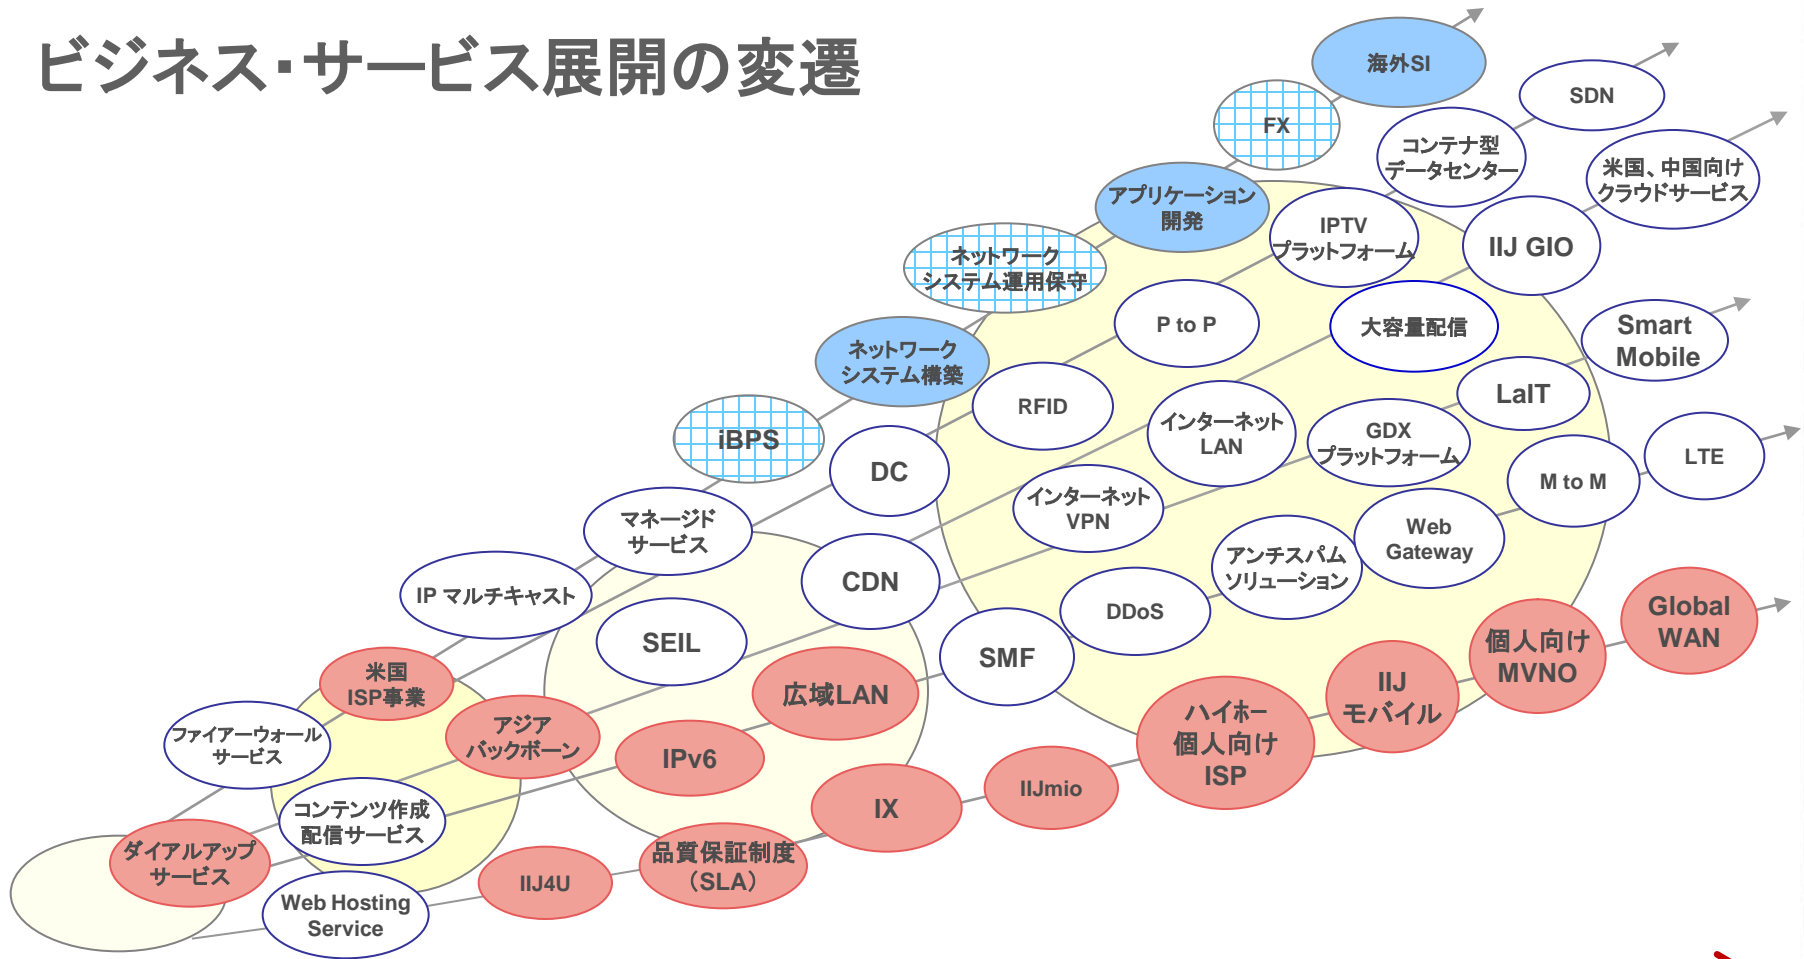 ビジネス・サービス展開の変遷
海外SI
SDN
FX
コンテナ型
データセンター
米国、中国向け
クラウドサービス
アプリケーション
開発
IPTV
プラットフォーム
IIJ GIO
ネットワーク
システム運用保守
P to P
大容量配信
Smart
Mobile
ネットワーク
システム構築
RFID
LaIT
インターネット
LAN
GDX
プラットフォーム
iBPS
DC
LTE
M to M
インターネット
VPN
マネージド
サービス
Web
Gateway
アンチスパム
ソリューション
IP マルチキャスト
CDN
DDoS
Global
WAN
SEIL
SMF
個人向け
MVNO
米国
ISP事業
広域LAN
IIJ
モバイル
ファイアーウォール
サービス
アジア
バックボーン
IPv6
ハイホー
個人向け
ISP
IIJmio
IX
コンテンツ作成
配信サービス
ダイアルアップ
サービス
品質保証制度
（SLA）
IIJ4U
Web Hosting
Service